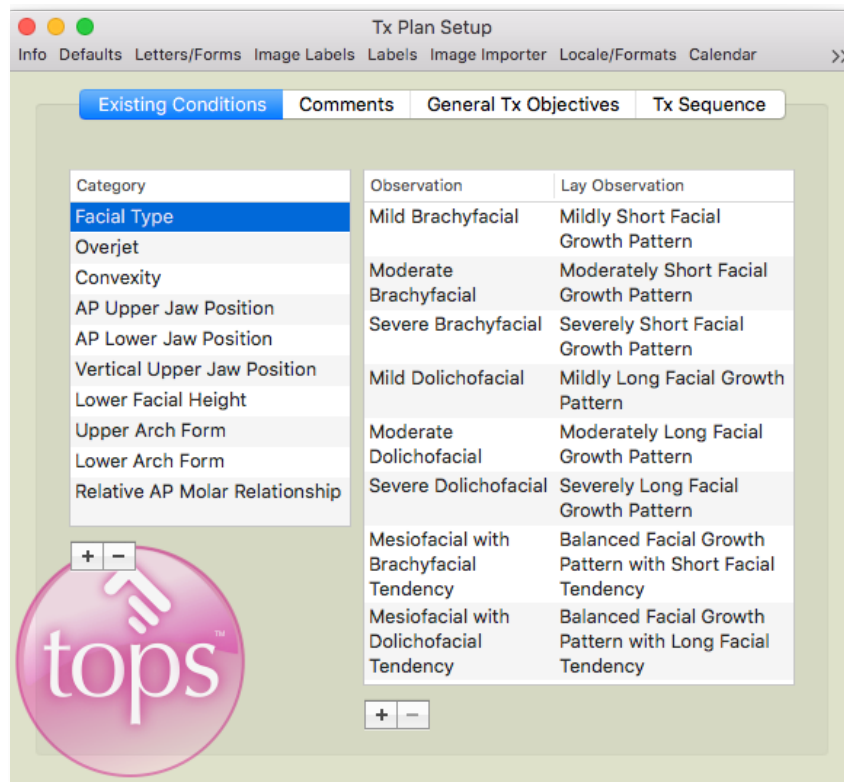 Tx Plan Setup
Info Defaults Letters/Forms Image Labels Labels Image Importer Locale/Formats Calendar >>
Existing Conditions Comments General Tx Objectives Tx Sequence
Category
Facial Type
Overjet
Convexity
AP Upper Jaw Position
AP Lower Jaw Position
Vertical Upper Jaw Position
Lower Facial Height
Upper Arch Form
Lower Arch Form
Relative AP Molar Relationship
+ −
tops™
Observation Lay Observation
Mild Brachyfacial Mildly Short Facial
Growth Pattern
Moderate Moderately Short Facial
Brachyfacial Growth Pattern
Severe Brachyfacial Severely Short Facial
Growth Pattern
Mild Dolichofacial Mildly Long Facial Growth
Pattern
Moderate Moderately Long Facial
Dolichofacial Growth Pattern
Severe Dolichofacial Severely Long Facial
Growth Pattern
Mesiofacial with Balanced Facial Growth
Brachyfacial Pattern with Short Facial
Tendency Tendency
Mesiofacial with Balanced Facial Growth
Dolichofacial Pattern with Long Facial
Tendency Tendency
+ −